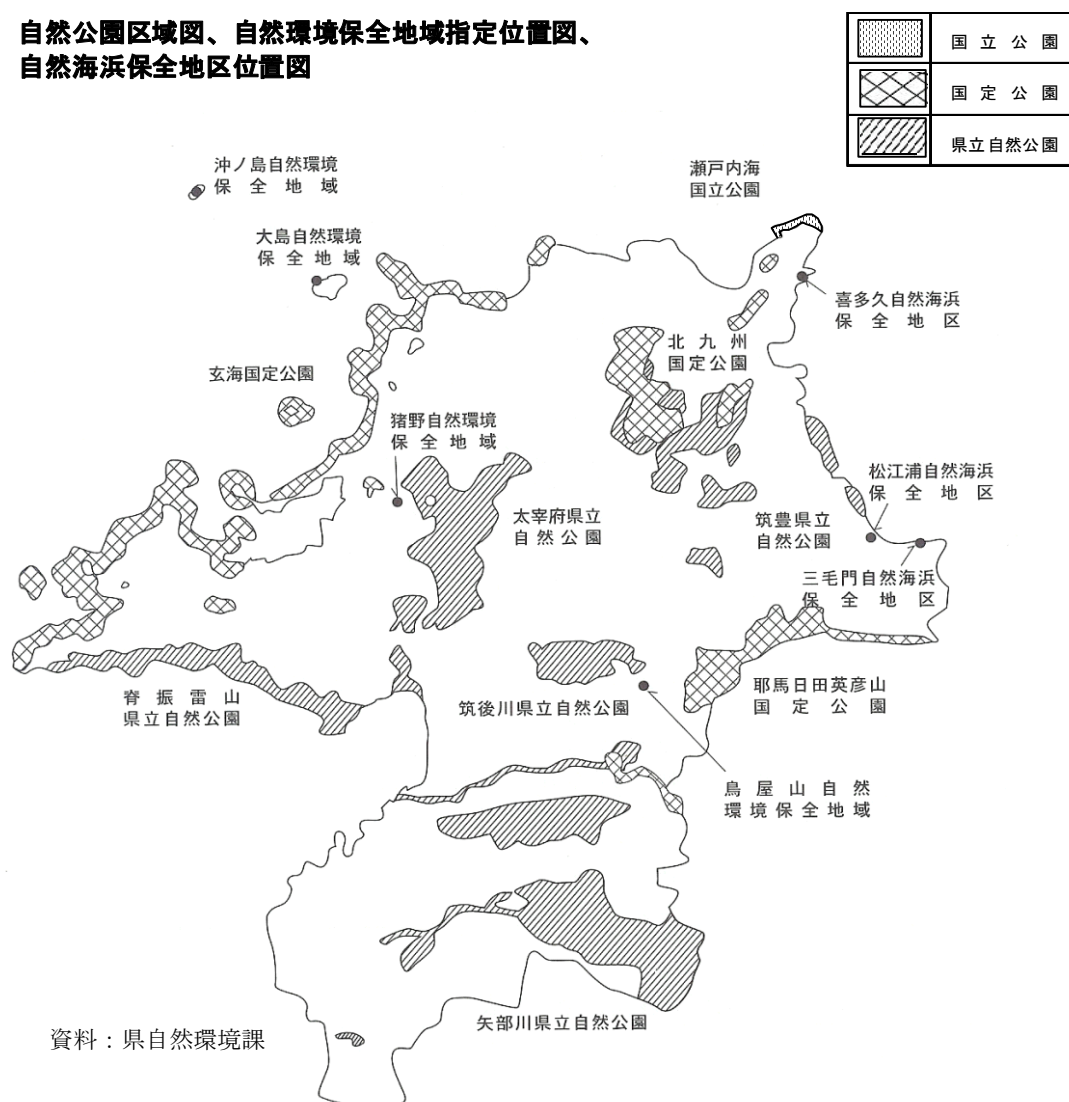 自然公園区域図、自然環境保全地域指定位置図、
自然海浜保全地区位置図
国立公園
国定公園
県立自然公園
沖ノ島自然環境
保全地域
瀬戸内海
国立公園
大島自然環境
保全地域
喜多久自然海浜
保全地区
北九州
国定公園
玄海国定公園
猪野自然環境
保全地域
松江浦自然海浜
保全地区
太宰府県立
自然公園
筑豊県立
自然公園
三毛門自然海浜
保全地区
脊振雷山
県立自然公園
筑後川県立自然公園
耶馬日田英彦山
国定公園
鳥屋山自然
環境保全地域
矢部川県立自然公園
資料：県自然環境課